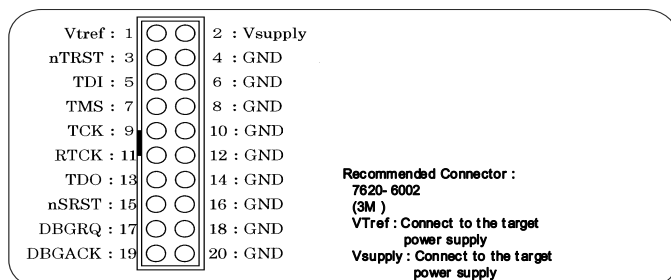 Vtref : 1 2 : Vsupply
nTRST : 3 4 : GND
TDI : 5 6 : GND
TMS : 7 8 : GND
TCK : 9 10 : GND
RTCK : 11 12 : GND
TDO : 13 14 : GND
nSRST : 15 16 : GND
DBGRQ : 17 18 : GND
DBGACK : 19 20 : GND
Recommended Connector :
7620- 6002
(3M )
VTref : Connect to the target
power supply
Vsupply : Connect to the target
power supply